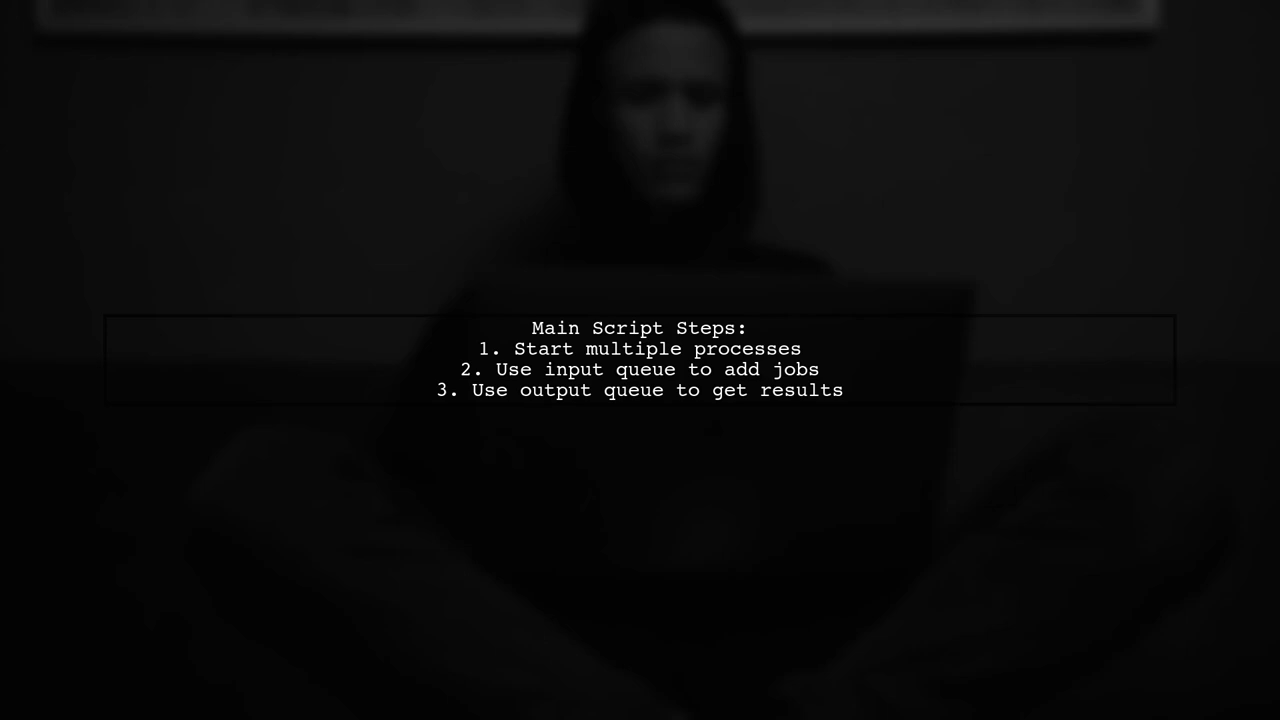 Main Script Steps:
1. Start multiple processes
2. Use input queue to add jobs
3. Use output queue to get results